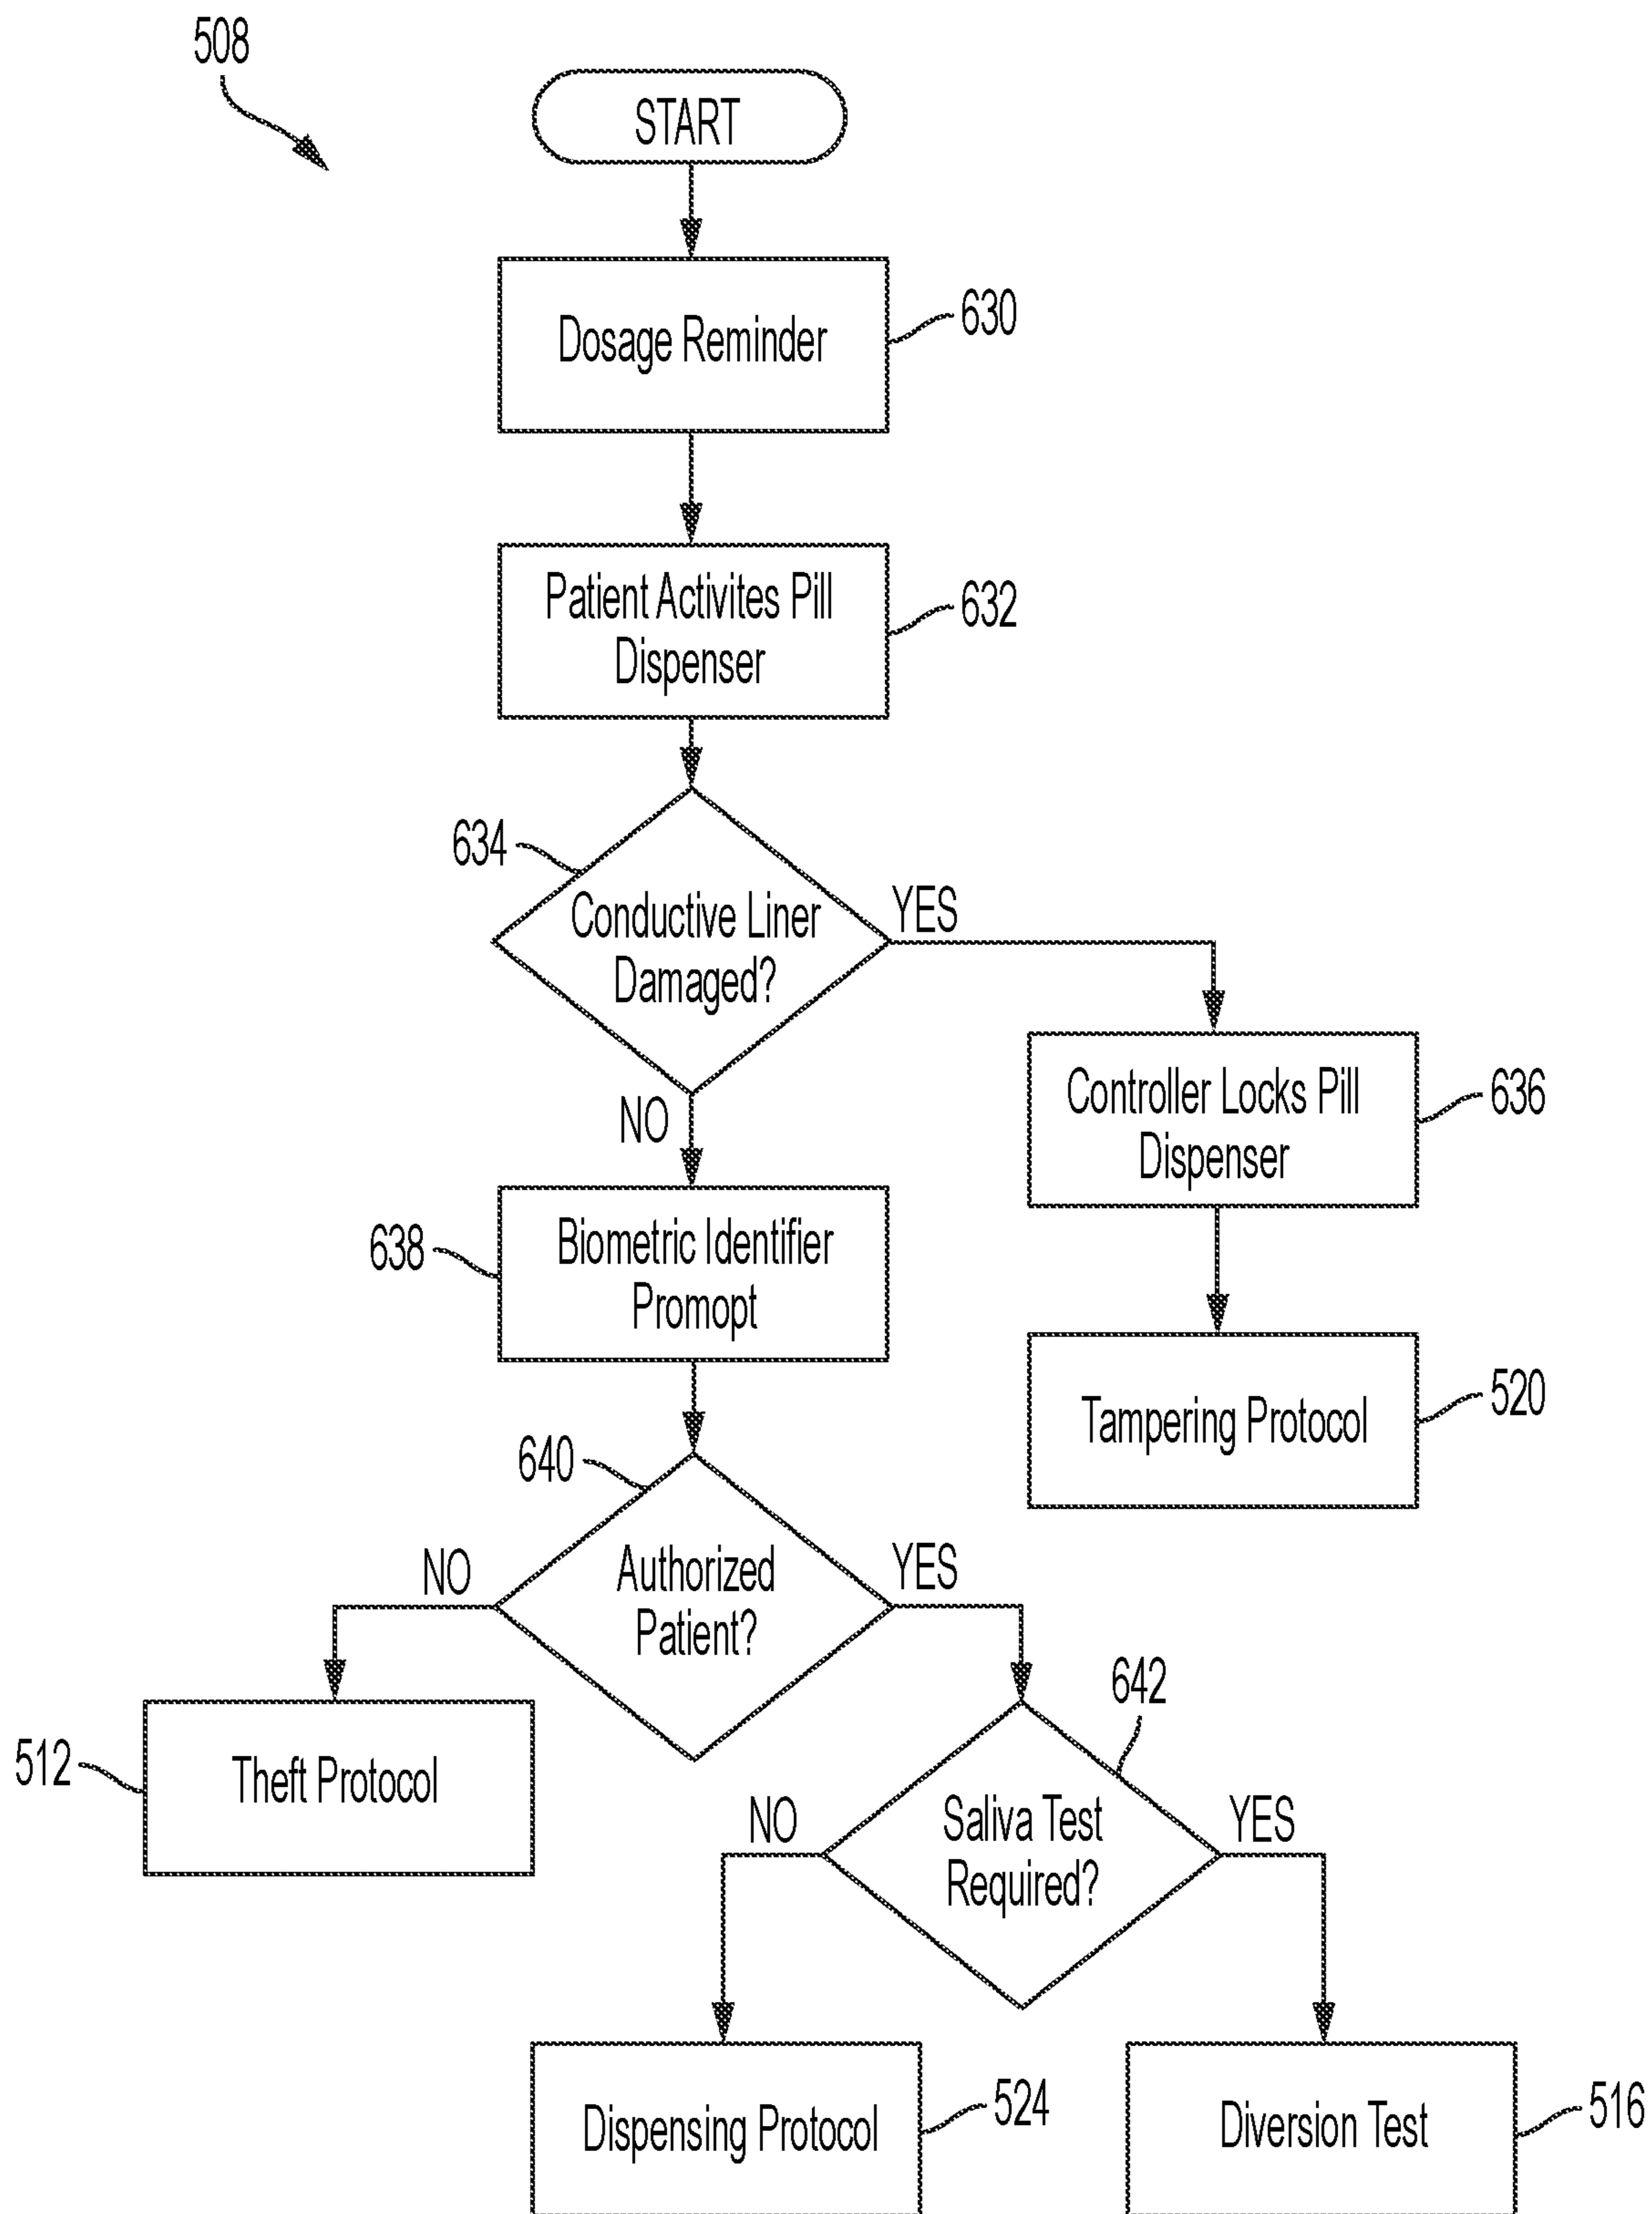 508
START
Dosage Reminder
630
Patient Activites Pill
Dispenser
632
634
Conductive Liner
Damaged?
YES
NO
Controller Locks Pill
Dispenser
636
638
Biometric Identifier
Promopt
Tampering Protocol
520
640
Authorized
Patient?
NO
YES
512
Theft Protocol
642
Saliva Test
Required?
NO
YES
Dispensing Protocol
524
Diversion Test
516